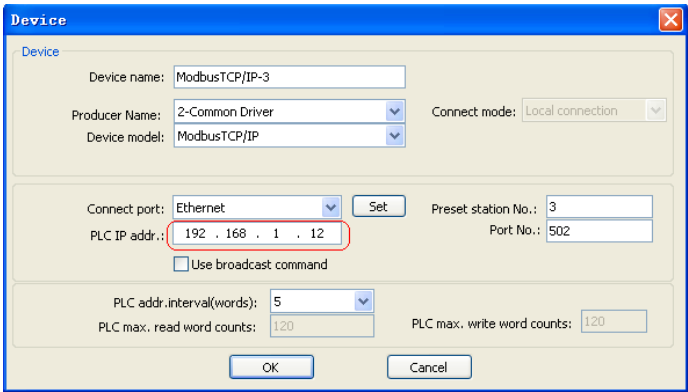 Device
Device
Device name: ModbusTCP/IP-3
Producer Name: 2-Common Driver Connect mode: Local connection
Device model: ModbusTCP/IP
Connect port: Ethernet Set Preset station No.: 3
PLC IP addr.: 192 . 168 . 1 . 12 Port No.: 502
Use broadcast command
PLC addr.interval(words): 5
PLC max. read word counts: 120 PLC max. write word counts: 120
OK Cancel